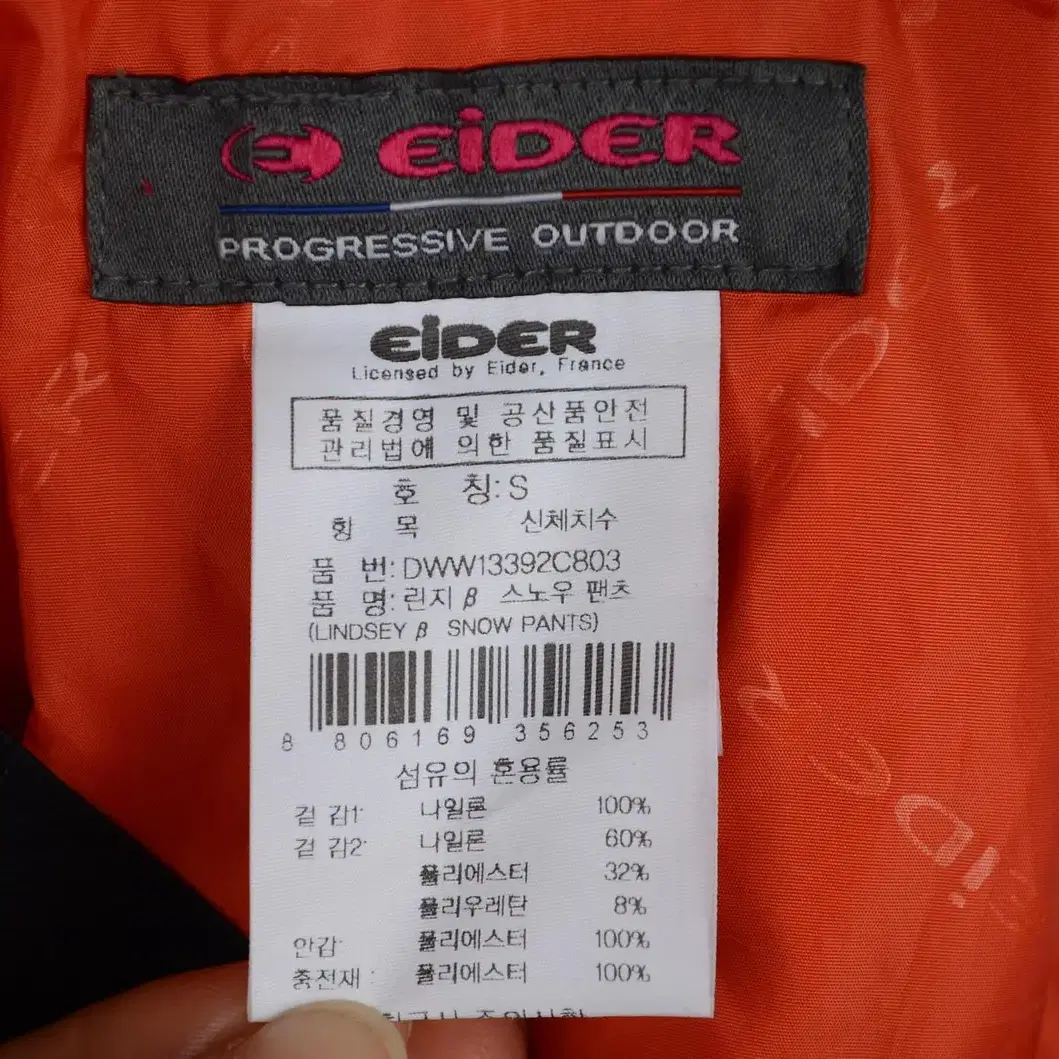 EiDER
PROGRESSIVE OUTDOOR
EiDER
Licensed by Eider, France
품질경영 및 공산품안전
관리법에 의한 품질표시
호 칭: S
항 목 신체치수
품 번: DWW13392C803
품 명: 린지 β 스노우 팬츠
(LINDSEY β SNOW PANTS)
8 806169 356253
섬유의 혼용률
겉 감1: 나일론 100%
겉 감2: 나일론 60%
폴리에스터 32%
폴리우레탄 8%
안감: 폴리에스터 100%
충전재 : 폴리에스터 100%